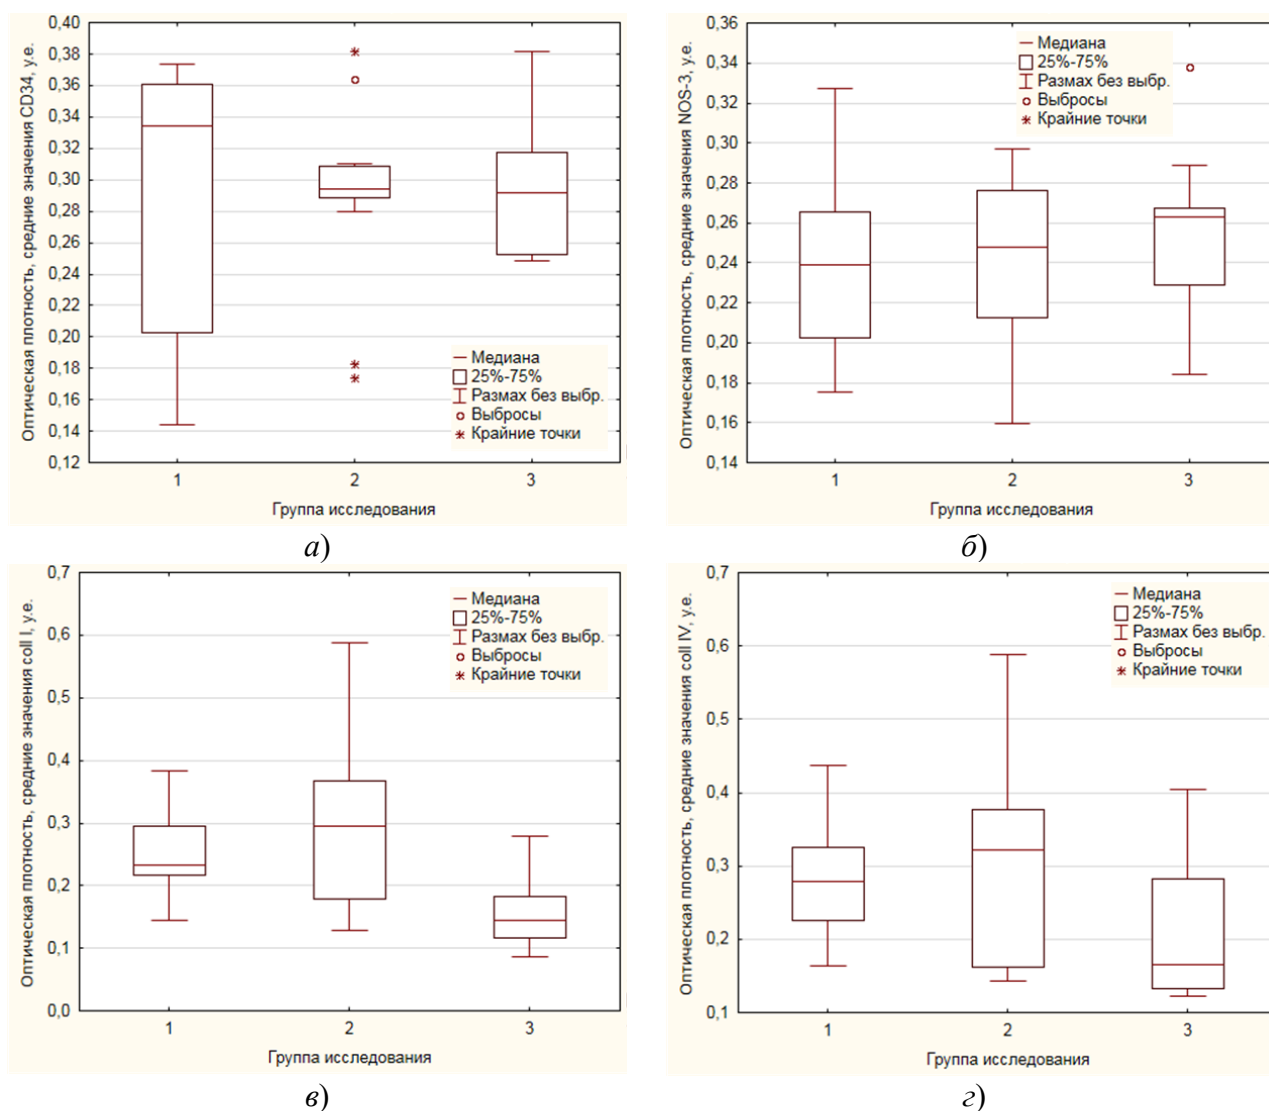 Оптическая плотность, средние значения CD34, у.е.
0,40
0,38
0,36
0,34
0,32
0,30
0,28
0,26
0,24
0,22
0,20
0,18
0,16
0,14
0,12
Медиана
25%-75%
Размах без выбр.
Выбросы
Крайние точки
1 2 3
Группа исследования
а)
Оптическая плотность, средние значения NOS-3, у.е.
0,36
0,34
0,32
0,30
0,28
0,26
0,24
0,22
0,20
0,18
0,16
0,14
Медиана
25%-75%
Размах без выбр.
Выбросы
Крайние точки
1 2 3
Группа исследования
б)
Оптическая плотность, средние значения coll I, у.е.
0,7
0,6
0,5
0,4
0,3
0,2
0,1
0,0
Медиана
25%-75%
Размах без выбр.
Выбросы
Крайние точки
1 2 3
Группа исследования
в)
Оптическая плотность, средние значения coll IV, у.е.
0,7
0,6
0,5
0,4
0,3
0,2
0,1
Медиана
25%-75%
Размах без выбр.
Выбросы
Крайние точки
1 2 3
Группа исследования
г)